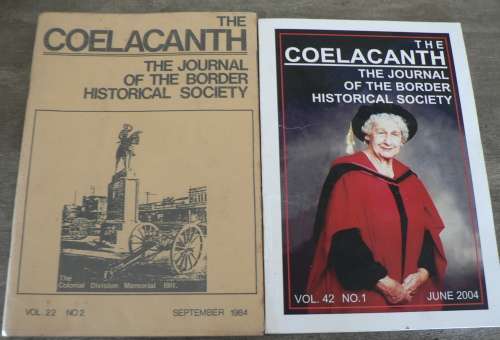 THE
COELACANTH
THE JOURNAL
OF THE BORDER
HISTORICAL SOCIETY
The
Colonial Division Memorial 1911.
VOL. 22 NO 2
SEPTEMBER 1984
THE
COELACANTH
THE JOURNAL
OF THE BORDER
HISTORICAL SOCIETY
VOL. 42 NO.1
JUNE 2004